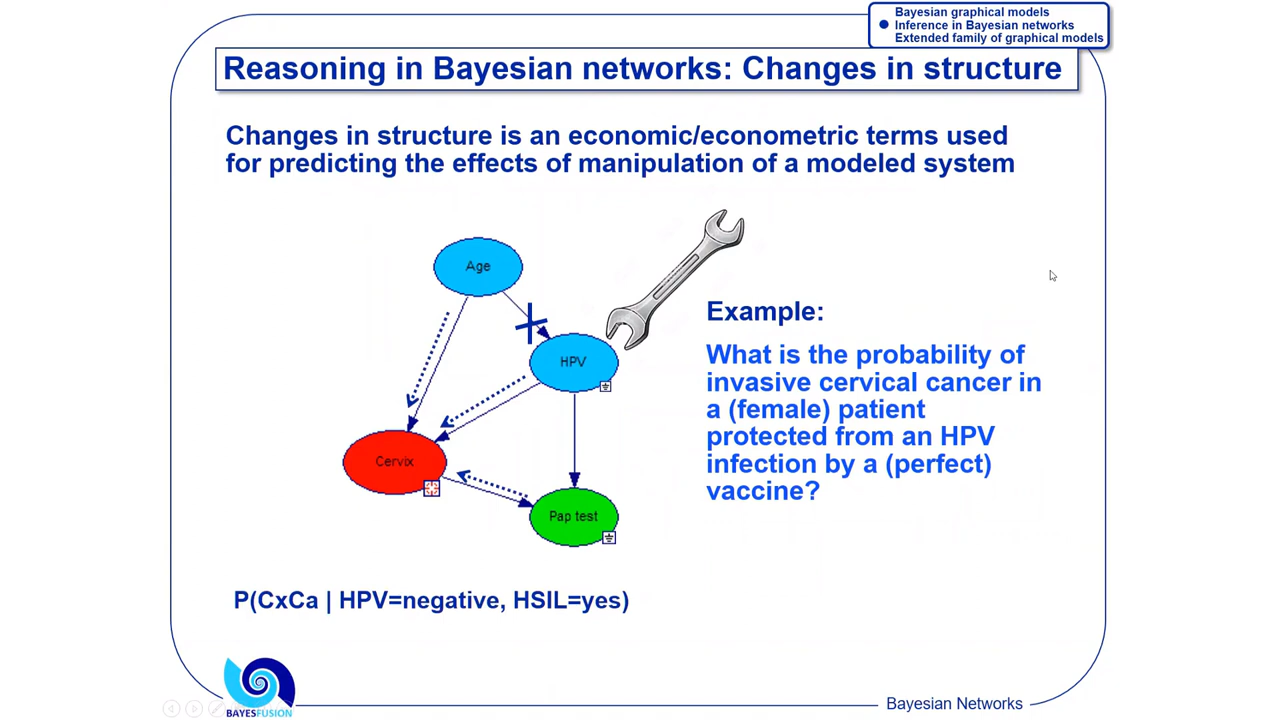 Bayesian graphical models
Inference in Bayesian networks
Extended family of graphical models
Reasoning in Bayesian networks: Changes in structure
Changes in structure is an economic/econometric terms used
for predicting the effects of manipulation of a modeled system
Age
HPV
Cervix
Pap test
Example:
What is the probability of
invasive cervical cancer in
a (female) patient
protected from an HPV
infection by a (perfect)
vaccine?
P(CxCa | HPV=negative, HSIL=yes)
BAYESFUSION
Bayesian Networks